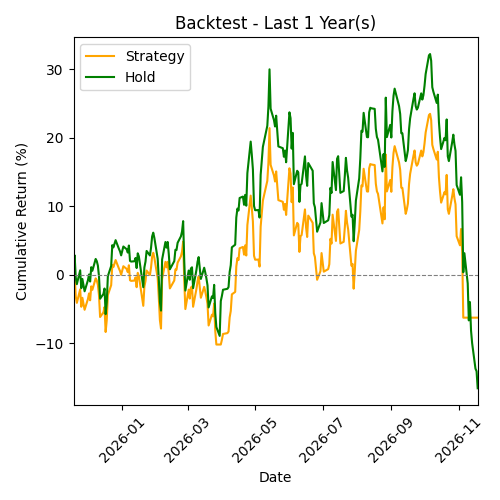 Backtest - Last 1 Year(s)
Strategy
Hold
Cumulative Return (%)
30
20
10
0
−10
2026-01
2026-03
2026-05
2026-07
2026-09
2026-11
Date